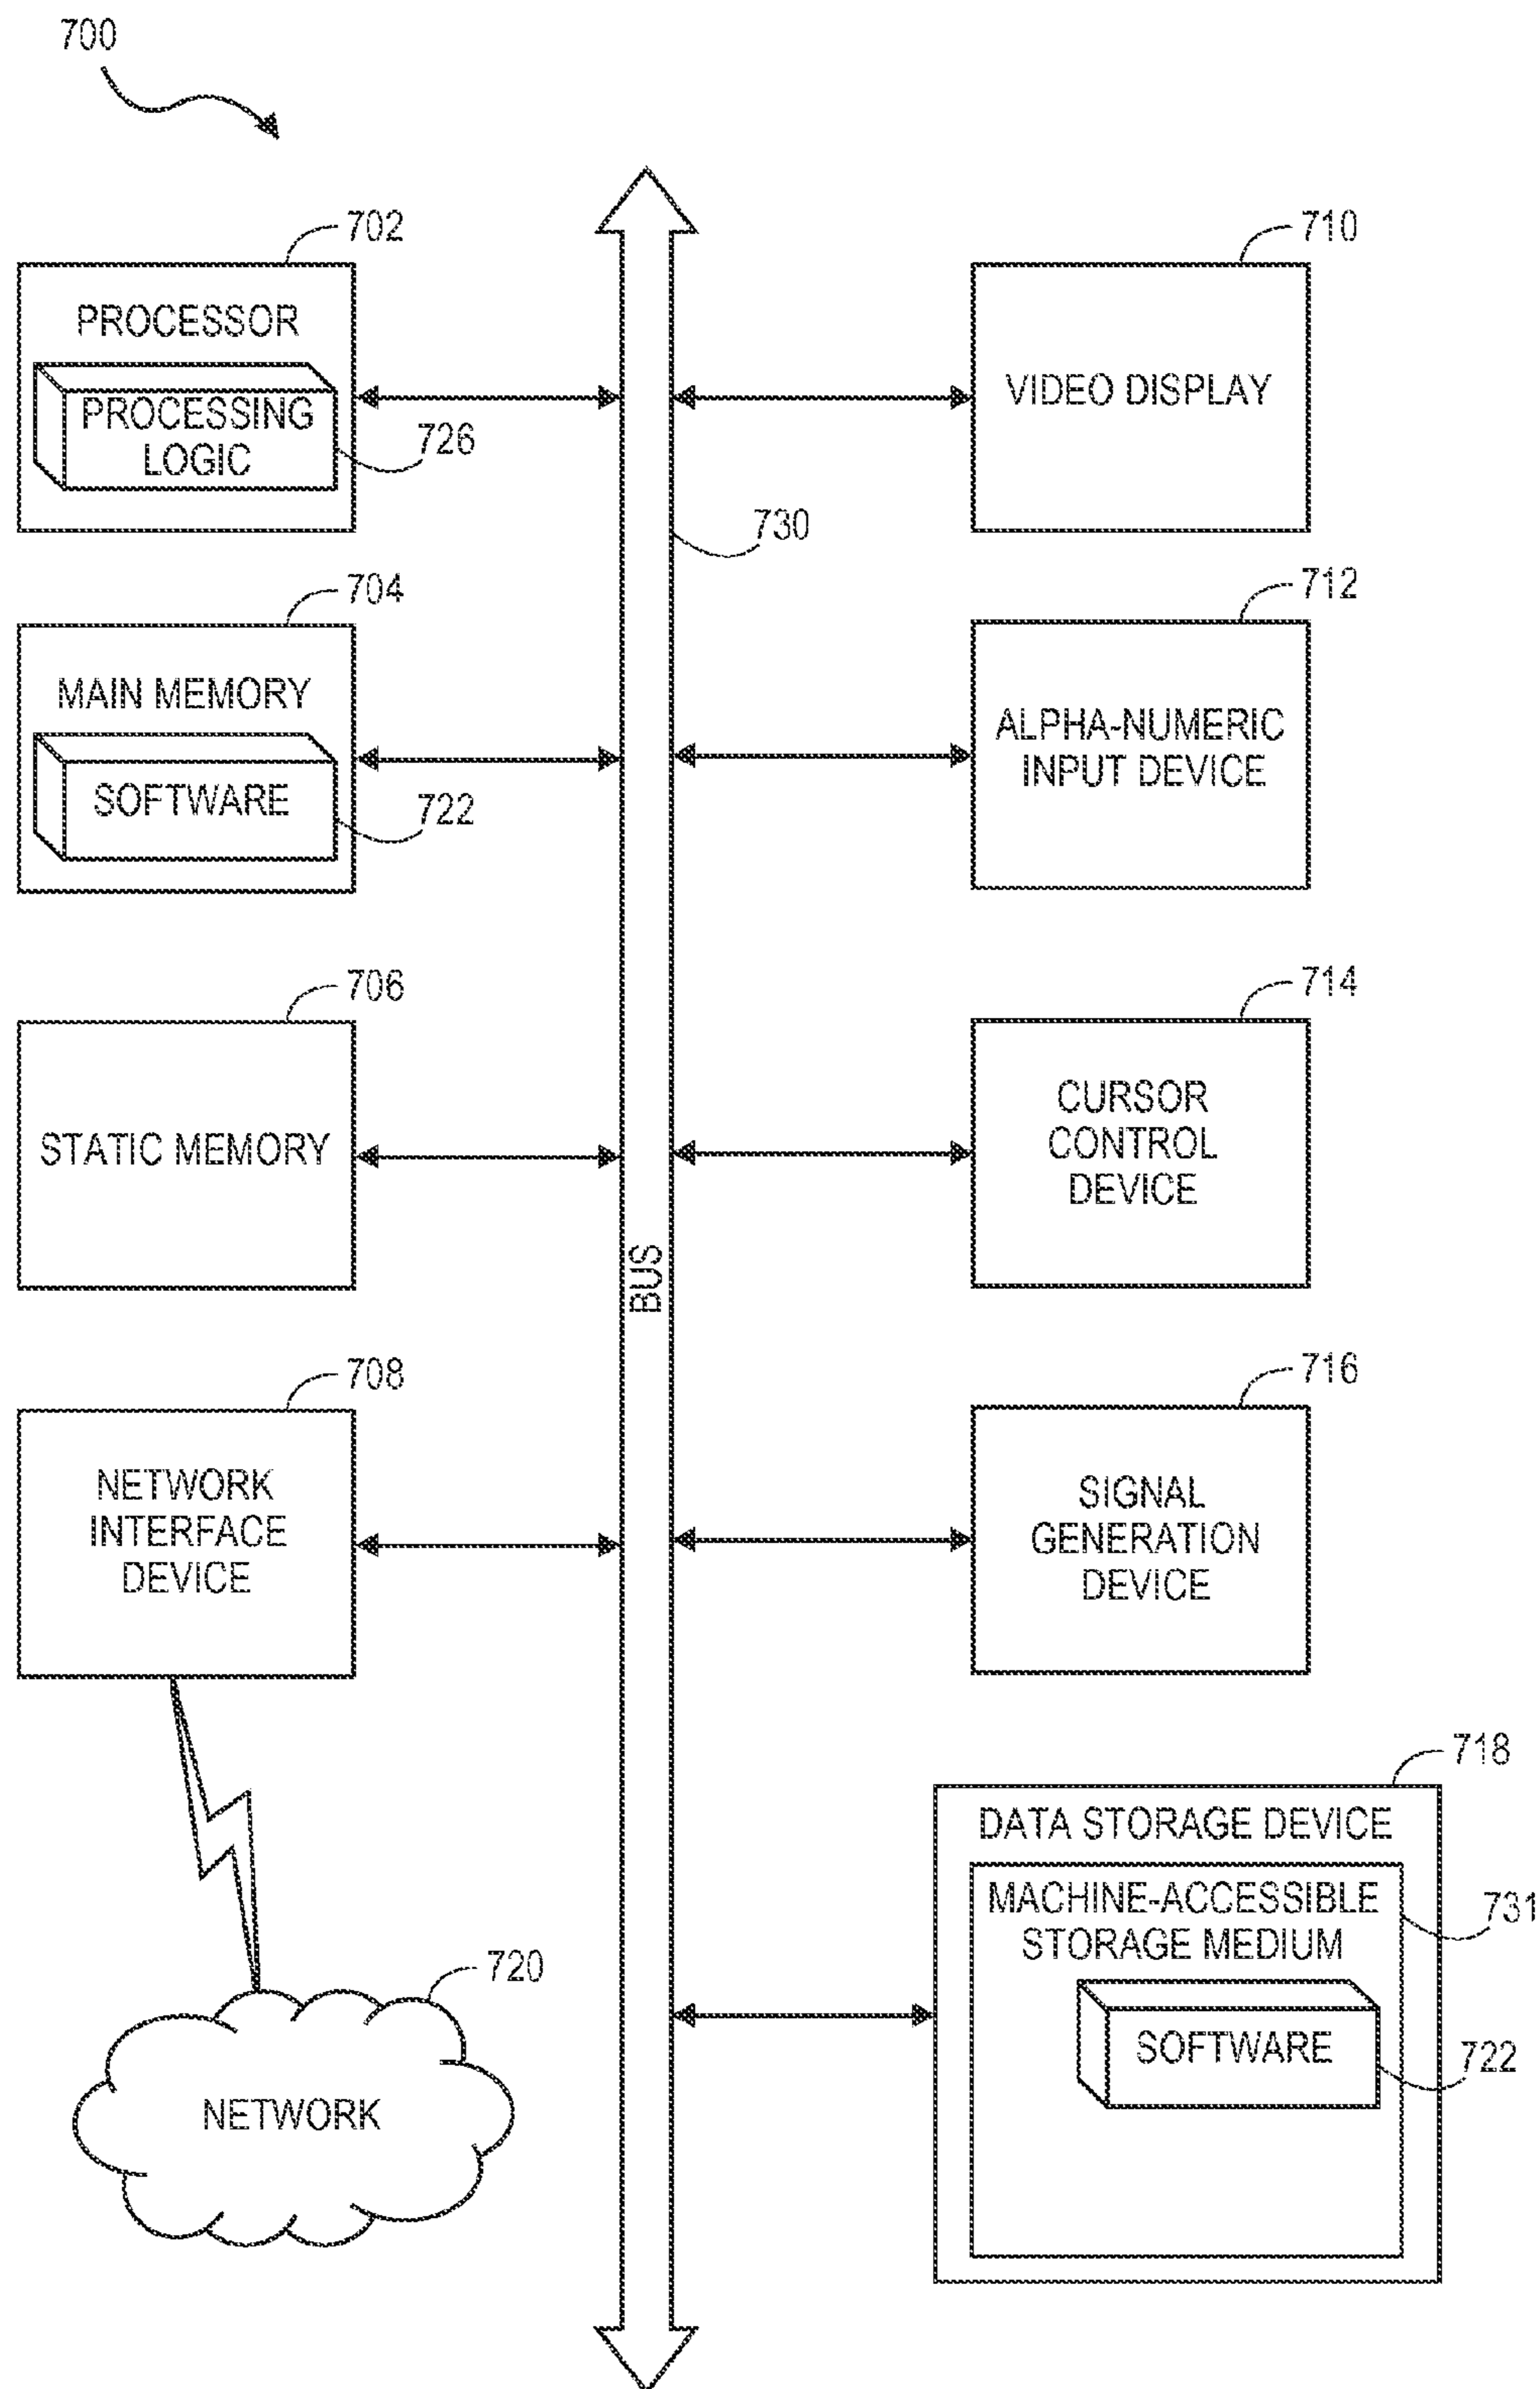 700
702
PROCESSOR
PROCESSING
LOGIC
726
704
MAIN MEMORY
SOFTWARE
722
706
STATIC MEMORY
708
NETWORK
INTERFACE
DEVICE
720
NETWORK
BUS
730
710
VIDEO DISPLAY
712
ALPHA-NUMERIC
INPUT DEVICE
714
CURSOR
CONTROL
DEVICE
716
SIGNAL
GENERATION
DEVICE
718
DATA STORAGE DEVICE
MACHINE-ACCESSIBLE
STORAGE MEDIUM
731
SOFTWARE
722